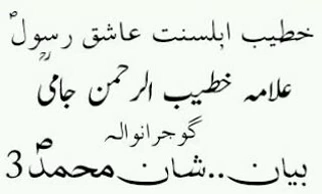 خطیب اہلسنت عاشق رسولؐ
علامہ خطیب الرحمن جامیؒ
گوجرانوالہ
بیان..شان محمدؐ 3